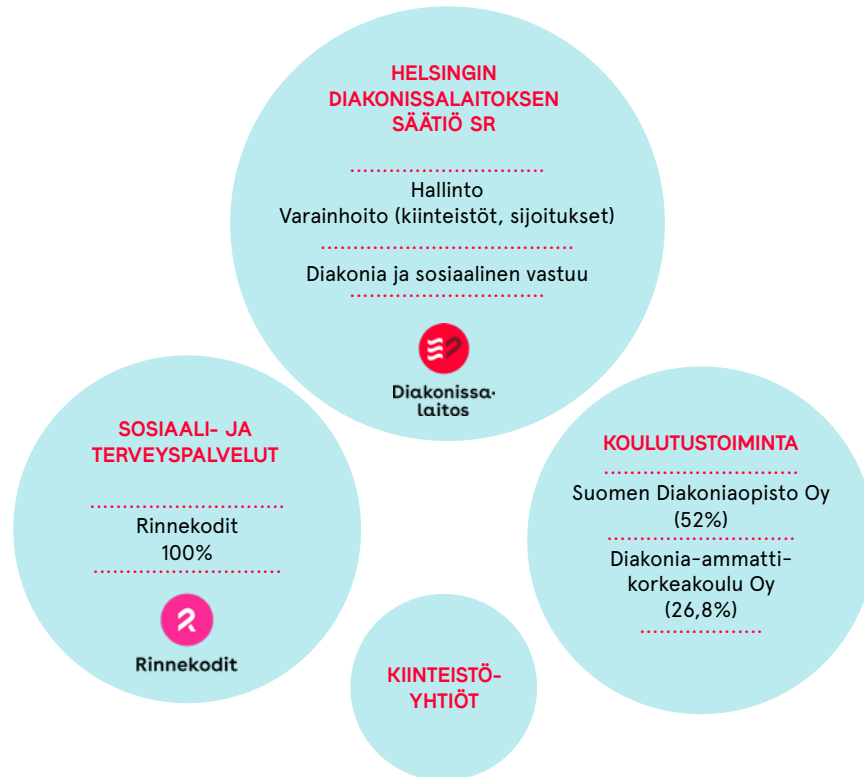 HELSINGIN
DIAKONISSALAITOKSEN
SÄÄTIÖ SR
Hallinto
Varainhoito (kiinteistöt, sijoitukset)
Diakonia ja sosiaalinen vastuu
Diakonissa-
laitos
SOSIAALI- JA
TERVEYSPALVELUT
Rinnekodit
100%
Rinnekodit
KOULUTUSTOIMINTA
Suomen Diakoniaopisto Oy
(52%)
Diakonia-ammatti-
korkeakoulu Oy
(26,8%)
KIINTEISTÖ-
YHTIÖT